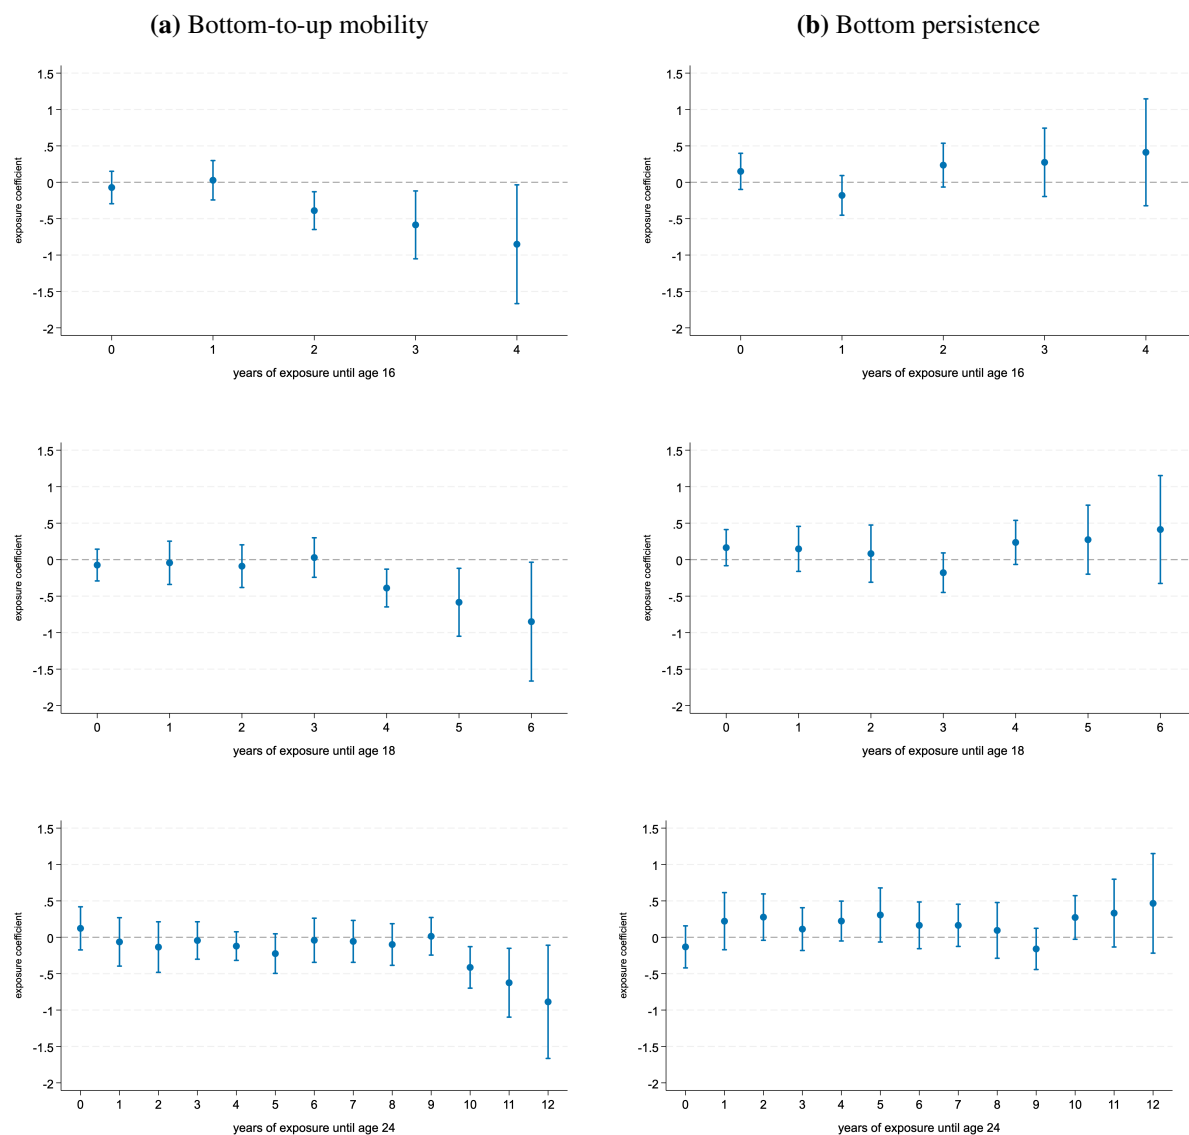 (a) Bottom-to-up mobility
(b) Bottom persistence
1.5
1
.5
0
-.5
-1
-1.5
-2
exposure coefficient
0 1 2 3 4
years of exposure until age 16
1.5
1
.5
0
-.5
-1
-1.5
-2
exposure coefficient
0 1 2 3 4
years of exposure until age 16
1.5
1
.5
0
-.5
-1
-1.5
-2
exposure coefficient
0 1 2 3 4 5 6
years of exposure until age 18
1.5
1
.5
0
-.5
-1
-1.5
-2
exposure coefficient
0 1 2 3 4 5 6
years of exposure until age 18
1.5
1
.5
0
-.5
-1
-1.5
-2
exposure coefficient
0 1 2 3 4 5 6 7 8 9 10 11 12
years of exposure until age 24
1.5
1
.5
0
-.5
-1
-1.5
-2
exposure coefficient
0 1 2 3 4 5 6 7 8 9 10 11 12
years of exposure until age 24